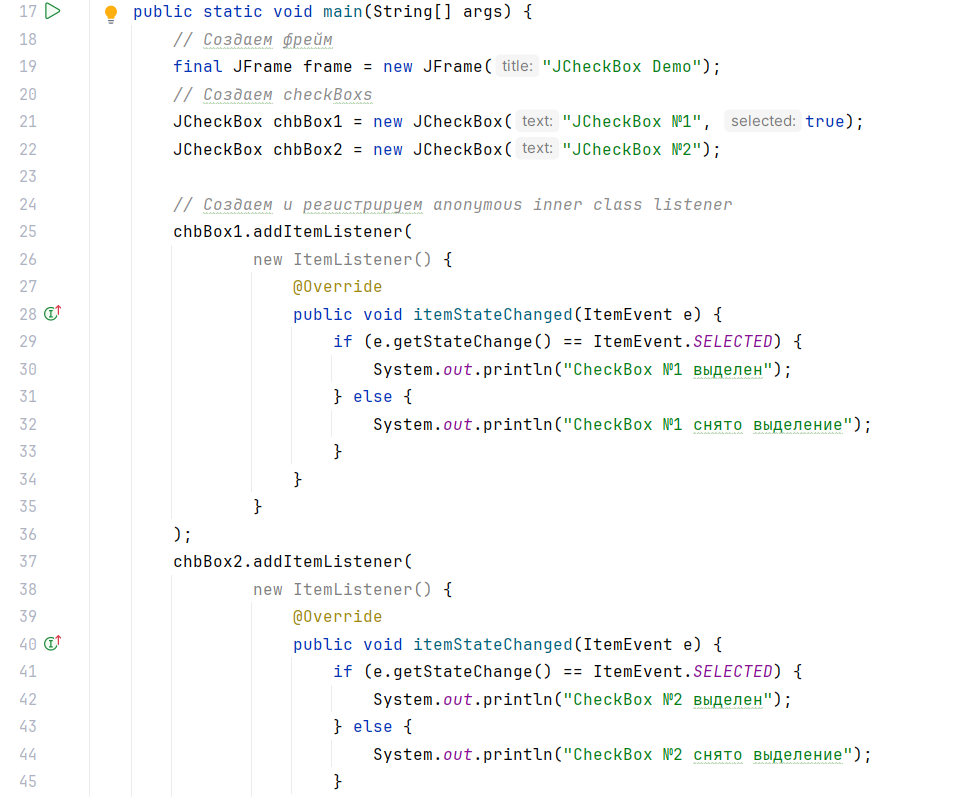 17 public static void main(String[] args) {
18 // Создаем фрейм
19 final JFrame frame = new JFrame( title: "JCheckBox Demo");
20 // Создаем checkBoxs
21 JCheckBox chbBox1 = new JCheckBox( text: "JCheckBox №1", selected: true);
22 JCheckBox chbBox2 = new JCheckBox( text: "JCheckBox №2");
23
24 // Создаем и регистрируем anonymous inner class listener
25 chbBox1.addItemListener(
26 new ItemListener() {
27 @Override
28 public void itemStateChanged(ItemEvent e) {
29 if (e.getStateChange() == ItemEvent.SELECTED) {
30 System.out.println("CheckBox №1 выделен");
31 } else {
32 System.out.println("CheckBox №1 снято выделение");
33 }
34 }
35 }
36 );
37 chbBox2.addItemListener(
38 new ItemListener() {
39 @Override
40 public void itemStateChanged(ItemEvent e) {
41 if (e.getStateChange() == ItemEvent.SELECTED) {
42 System.out.println("CheckBox №2 выделен");
43 } else {
44 System.out.println("CheckBox №2 снято выделение");
45 }